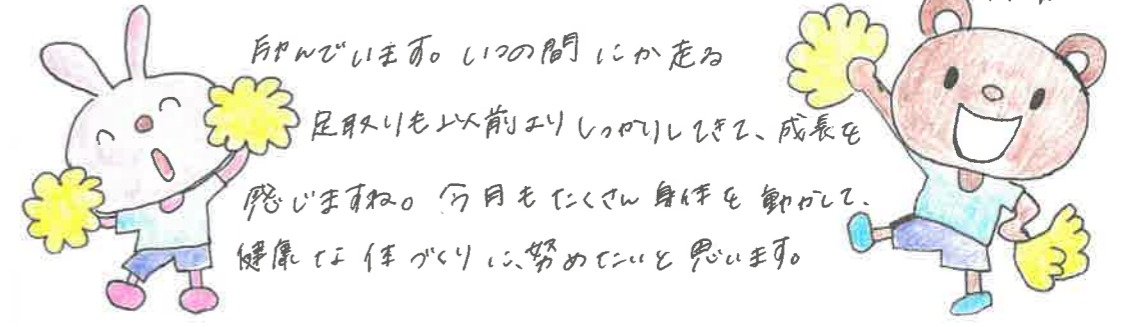 励んでいます。いつの間にか走る
足取りも以前よりしっかりしてきて、成長を
感じますね。今月もたくさん身体を動かして、
健康な体づくりに、努めたいと思います。